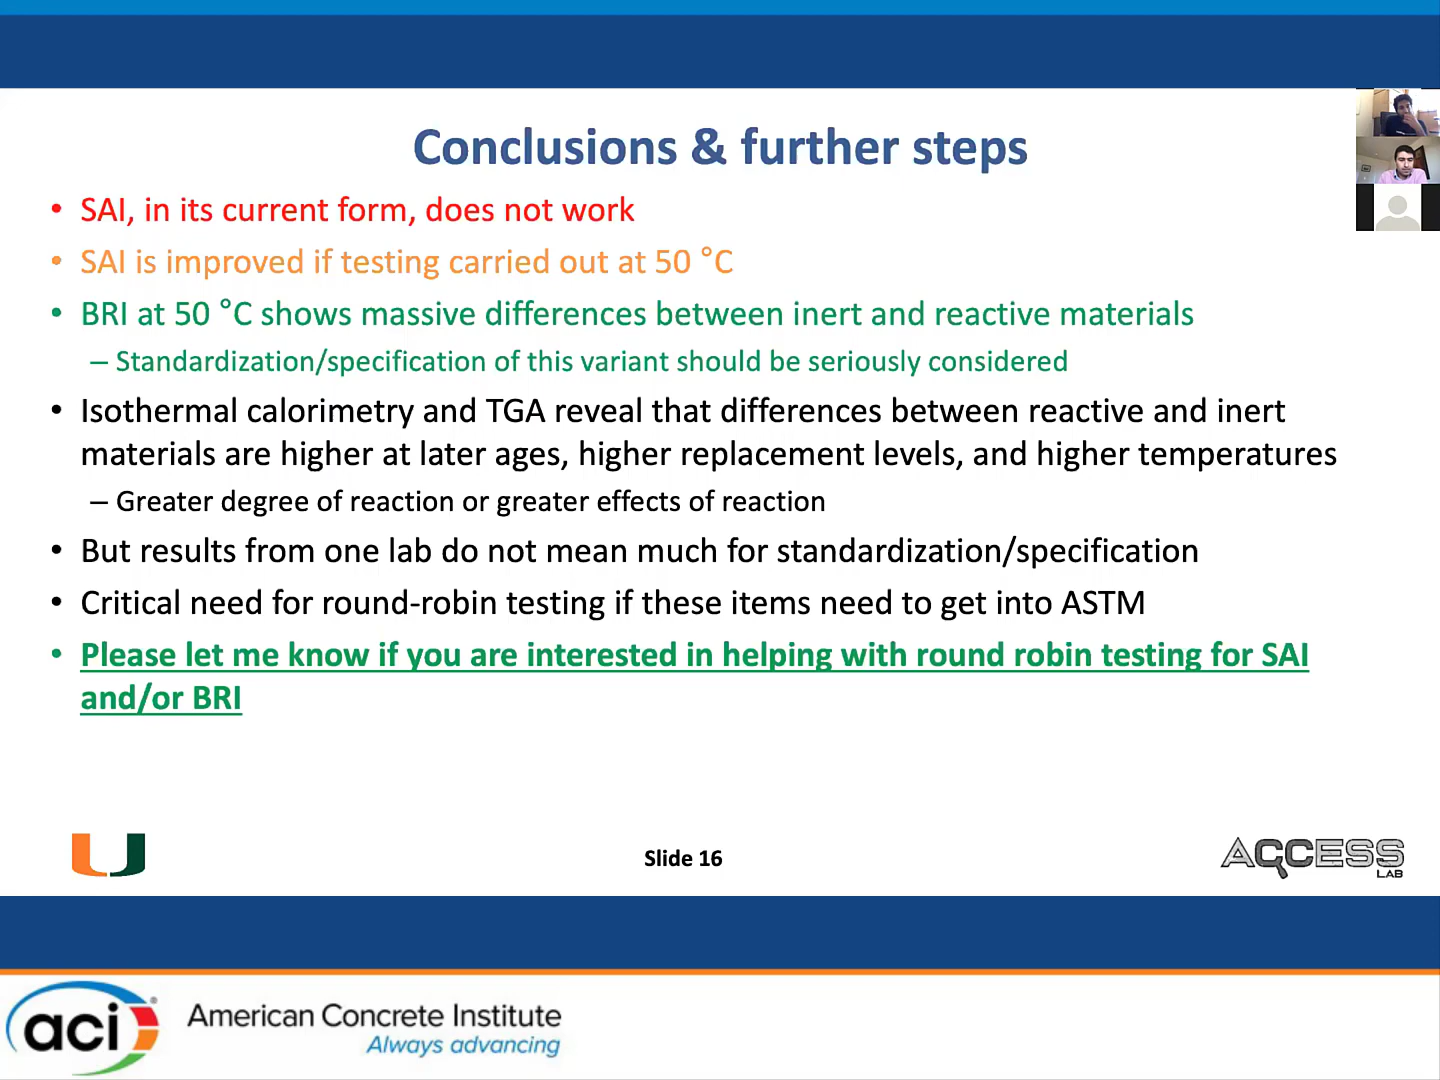 Conclusions & further steps
• SAI, in its current form, does not work
• SAI is improved if testing carried out at 50 °C
• BRI at 50 °C shows massive differences between inert and reactive materials
– Standardization/specification of this variant should be seriously considered
• Isothermal calorimetry and TGA reveal that differences between reactive and inert
materials are higher at later ages, higher replacement levels, and higher temperatures
– Greater degree of reaction or greater effects of reaction
• But results from one lab do not mean much for standardization/specification
• Critical need for round-robin testing if these items need to get into ASTM
• Please let me know if you are interested in helping with round robin testing for SAI
and/or BRI
Slide 16
ACCESS
LAB
aci
American Concrete Institute
Always advancing